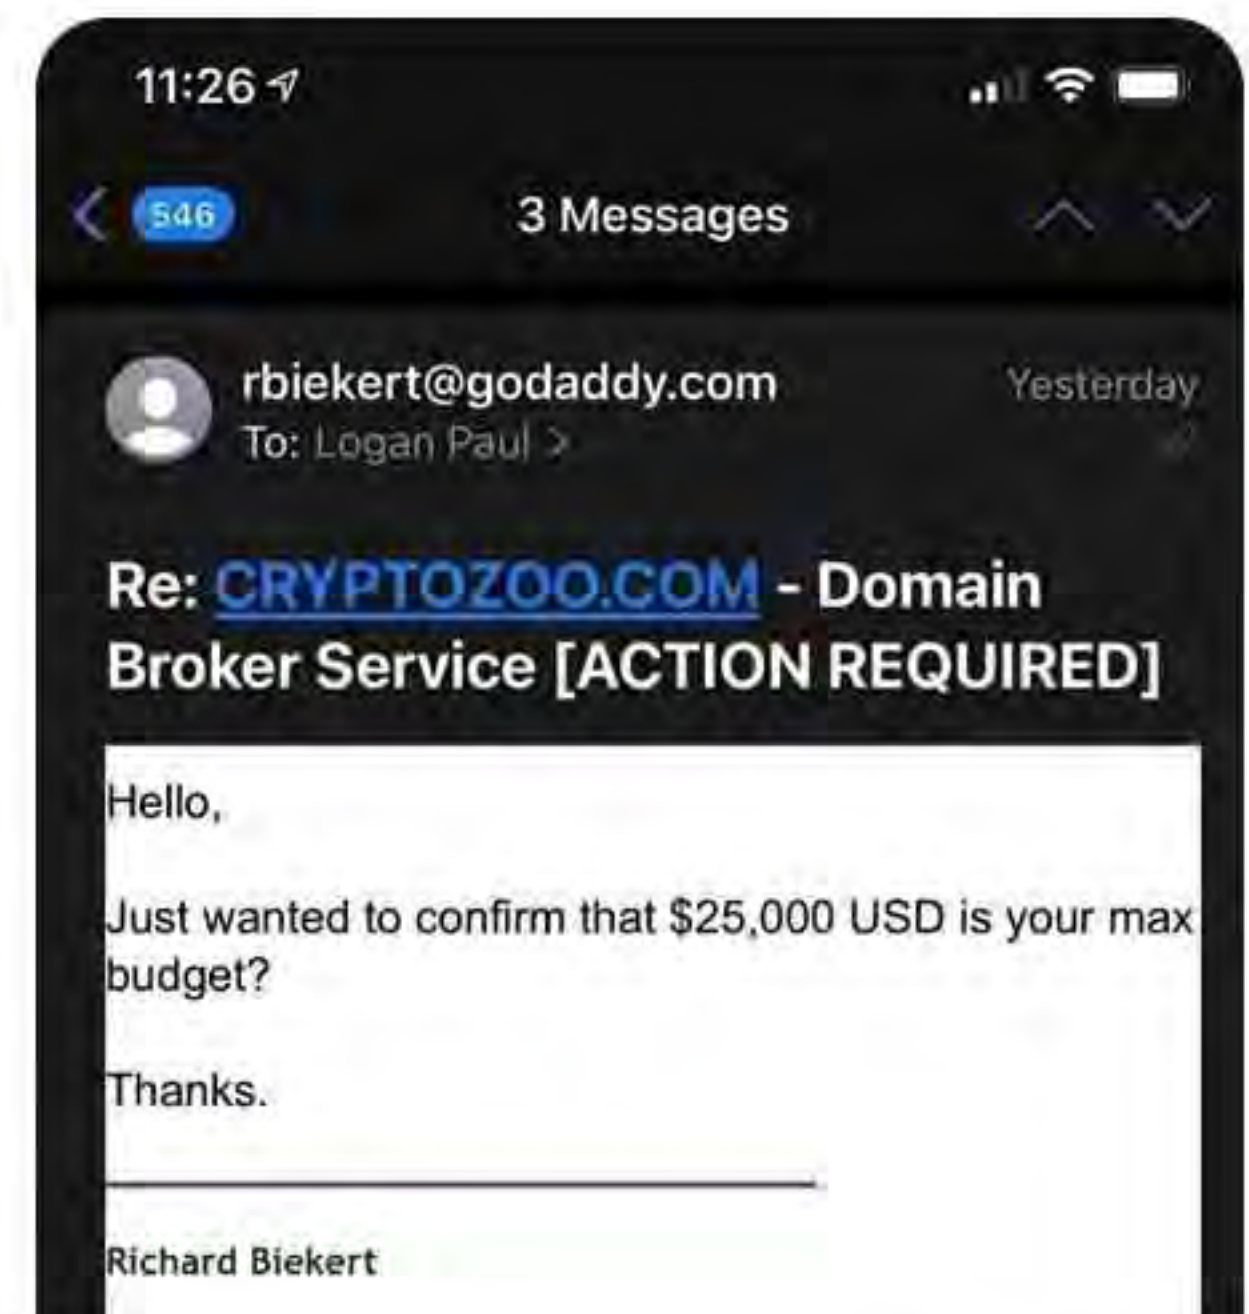 11:26
546
3 Messages
rbiekert@godaddy.com
Yesterday
To: Logan Paul >
Re: CRYPTOZOO.COM - Domain
Broker Service [ACTION REQUIRED]
Hello,
Just wanted to confirm that $25,000 USD is your max
budget?
Thanks.
Richard Biekert